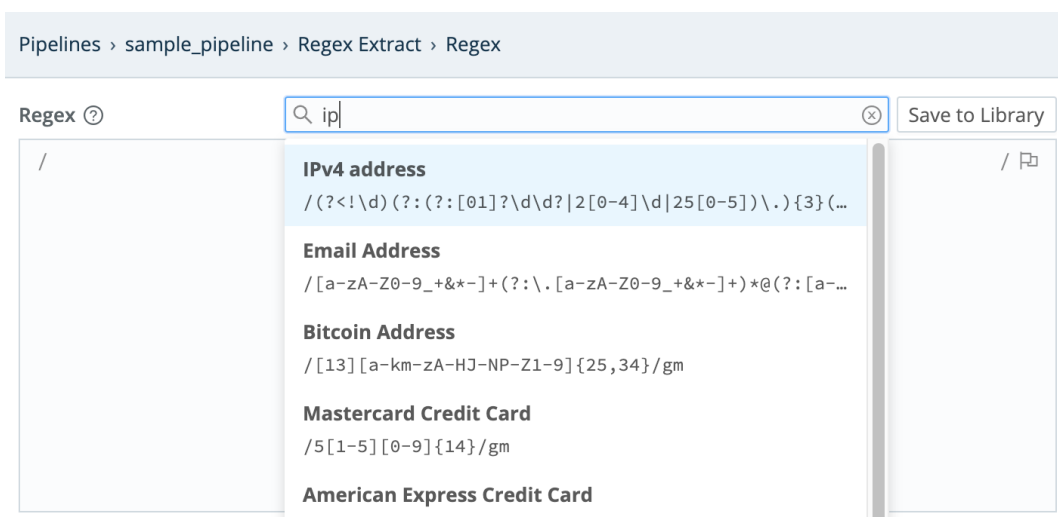 Pipelines › sample_pipeline › Regex Extract › Regex
Regex ? ip Save to Library
/ /
IPv4 address
/(?<!\d)(?:(?:[01]?\d\d?|2[0-4]\d|25[0-5])\.){3}(…
Email Address
/[a-zA-Z0-9_+&*-]+(?:\.[a-zA-Z0-9_+&*-]+)*@(?:[a-…
Bitcoin Address
/[13][a-km-zA-HJ-NP-Z1-9]{25,34}/gm
Mastercard Credit Card
/5[1-5][0-9]{14}/gm
American Express Credit Card